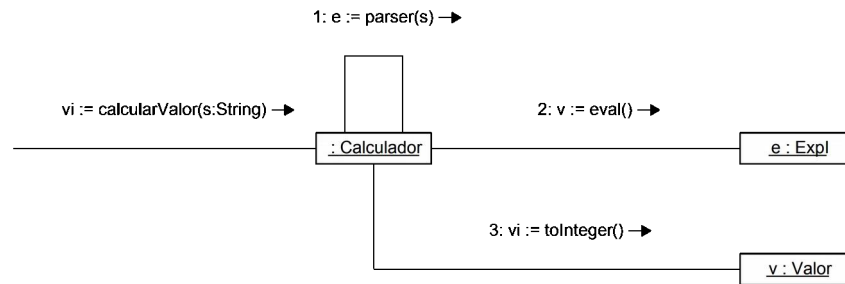 1: e := parser(s)
vi := calcularValor(s:String)
2: v := eval()
: Calculador
e : Expl
3: vi := toInteger()
v : Valor